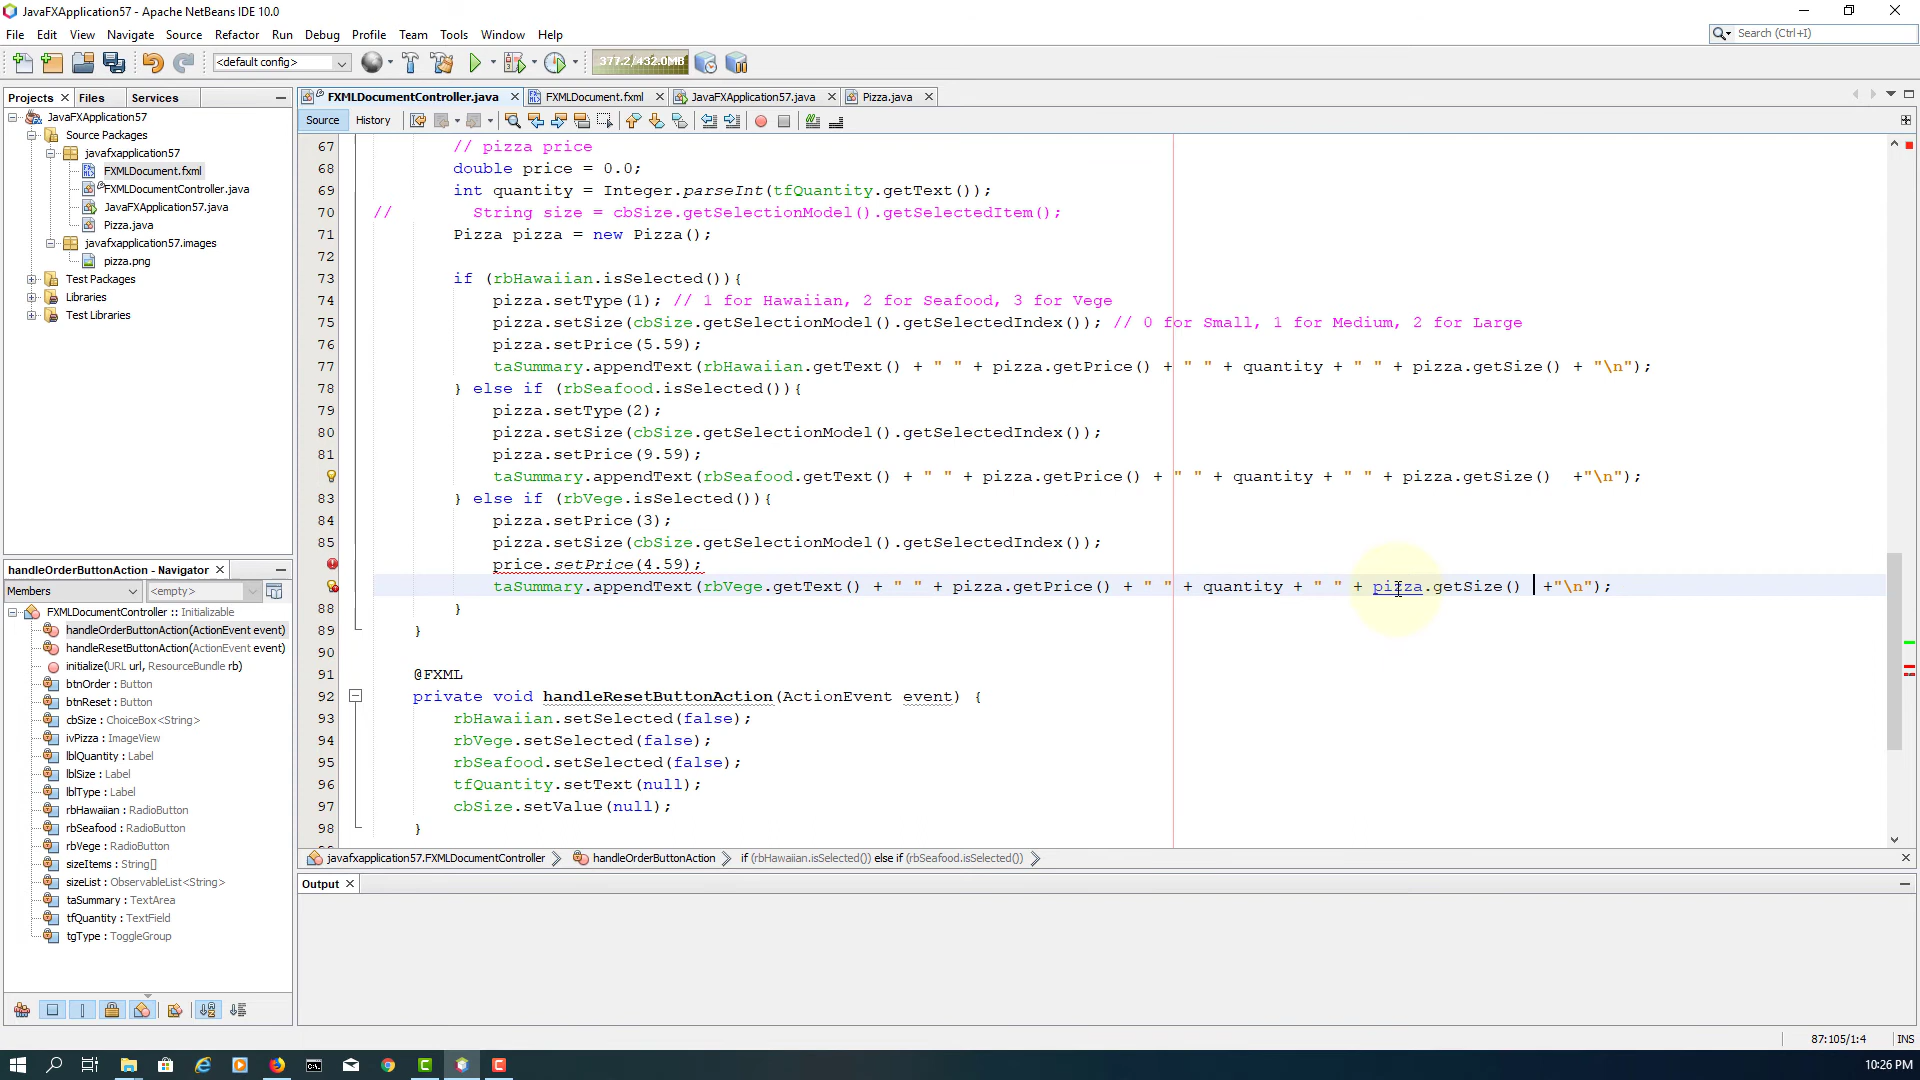 JavaFXApplication57 - Apache NetBeans IDE 10.0
File Edit View Navigate Source Refactor Run Debug Profile Team Tools Window Help
Search (Ctrl+I)
<default config>
377.2/432.0MB
Projects Files Services
FXMLDocumentController.java FXMLDocument.fxml JavaFXApplication57.java Pizza.java
Source History
JavaFXApplication57
Source Packages
javafxapplication57
FXMLDocument.fxml
FXMLDocumentController.java
JavaFXApplication57.java
Pizza.java
javafxapplication57.images
pizza.png
Test Packages
Libraries
Test Libraries
67 // pizza price
68 double price = 0.0;
69 int quantity = Integer.parseInt(tfQuantity.getText());
70 // String size = cbSize.getSelectionModel().getSelectedItem();
71 Pizza pizza = new Pizza();
72
73 if (rbHawaiian.isSelected()){
74 pizza.setType(1); // 1 for Hawaiian, 2 for Seafood, 3 for Vege
75 pizza.setSize(cbSize.getSelectionModel().getSelectedIndex()); // 0 for Small, 1 for Medium, 2 for Large
76 pizza.setPrice(5.59);
77 taSummary.appendText(rbHawaiian.getText() + " " + pizza.getPrice() + " " + quantity + " " + pizza.getSize() + "\n");
78 } else if (rbSeafood.isSelected()){
79 pizza.setType(2);
80 pizza.setSize(cbSize.getSelectionModel().getSelectedIndex());
81 pizza.setPrice(9.59);
taSummary.appendText(rbSeafood.getText() + " " + pizza.getPrice() + " " + quantity + " " + pizza.getSize() +"\n");
83 } else if (rbVege.isSelected()){
84 pizza.setPrice(3);
85 pizza.setSize(cbSize.getSelectionModel().getSelectedIndex());
price.setPrice(4.59);
taSummary.appendText(rbVege.getText() + " " + pizza.getPrice() + " " + quantity + " " + pizza.getSize() +"\n");
88 }
89 }
90
91 @FXML
92 private void handleResetButtonAction(ActionEvent event) {
93 rbHawaiian.setSelected(false);
94 rbVege.setSelected(false);
95 rbSeafood.setSelected(false);
96 tfQuantity.setText(null);
97 cbSize.setValue(null);
98 }
handleOrderButtonAction - Navigator
Members <empty>
FXMLDocumentController :: Initializable
handleOrderButtonAction(ActionEvent event)
handleResetButtonAction(ActionEvent event)
initialize(URL url, ResourceBundle rb)
btnOrder : Button
btnReset : Button
cbSize : ChoiceBox<String>
ivPizza : ImageView
lblQuantity : Label
lblSize : Label
lblType : Label
rbHawaiian : RadioButton
rbSeafood : RadioButton
rbVege : RadioButton
sizeItems : String[]
sizeList : ObservableList<String>
taSummary : TextArea
tfQuantity : TextField
tgType : ToggleGroup
javafxapplication57.FXMLDocumentController handleOrderButtonAction if (rbHawaiian.isSelected()) else if (rbSeafood.isSelected())
Output
87:105/1:4 INS
10:26 PM